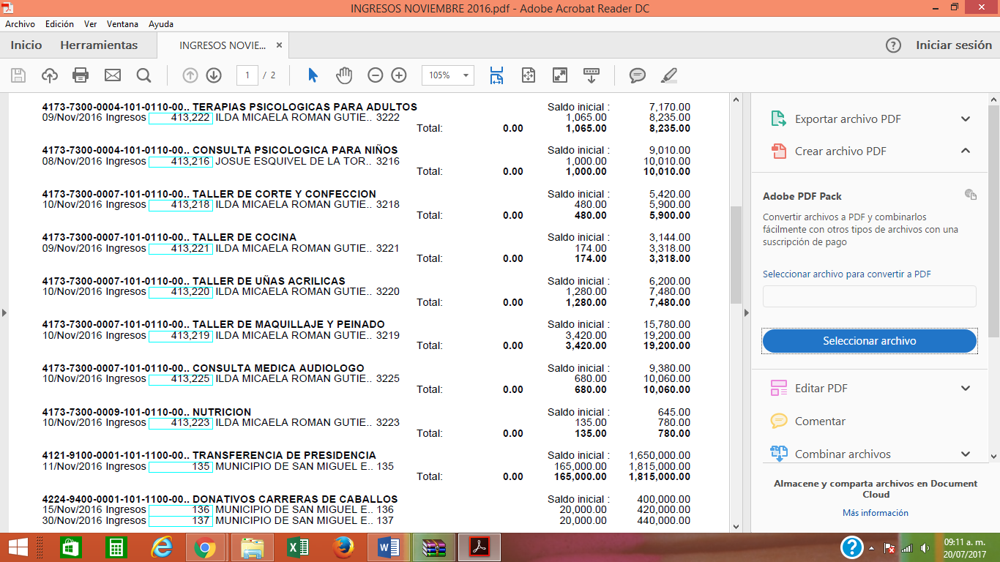 INGRESOS NOVIEMBRE 2016.pdf - Adobe Acrobat Reader DC
Archivo Edición Ver Ventana Ayuda
Inicio Herramientas INGRESOS NOVIE... × ? Iniciar sesión
1 / 2 105%
4173-7300-0004-101-0110-00.. TERAPIAS PSICOLOGICAS PARA ADULTOS Saldo inicial : 7,170.00
09/Nov/2016 Ingresos 413,222 ILDA MICAELA ROMAN GUTIE.. 3222 1,065.00 8,235.00
Total: 0.00 1,065.00 8,235.00
4173-7300-0004-101-0110-00.. CONSULTA PSICOLOGICA PARA NIÑOS Saldo inicial : 9,010.00
08/Nov/2016 Ingresos 413,216 JOSUE ESQUIVEL DE LA TOR.. 3216 1,000.00 10,010.00
Total: 0.00 1,000.00 10,010.00
4173-7300-0007-101-0110-00.. TALLER DE CORTE Y CONFECCION Saldo inicial : 5,420.00
10/Nov/2016 Ingresos 413,218 ILDA MICAELA ROMAN GUTIE.. 3218 480.00 5,900.00
Total: 0.00 480.00 5,900.00
4173-7300-0007-101-0110-00.. TALLER DE COCINA Saldo inicial : 3,144.00
09/Nov/2016 Ingresos 413,221 ILDA MICAELA ROMAN GUTIE.. 3221 174.00 3,318.00
Total: 0.00 174.00 3,318.00
4173-7300-0007-101-0110-00.. TALLER DE UÑAS ACRILICAS Saldo inicial : 6,200.00
10/Nov/2016 Ingresos 413,220 ILDA MICAELA ROMAN GUTIE.. 3220 1,280.00 7,480.00
Total: 0.00 1,280.00 7,480.00
4173-7300-0007-101-0110-00.. TALLER DE MAQUILLAJE Y PEINADO Saldo inicial : 15,780.00
10/Nov/2016 Ingresos 413,219 ILDA MICAELA ROMAN GUTIE.. 3219 3,420.00 19,200.00
Total: 0.00 3,420.00 19,200.00
4173-7300-0007-101-0110-00.. CONSULTA MEDICA AUDIOLOGO Saldo inicial : 9,380.00
10/Nov/2016 Ingresos 413,225 ILDA MICAELA ROMAN GUTIE.. 3225 680.00 10,060.00
Total: 0.00 680.00 10,060.00
4173-7300-0009-101-0110-00.. NUTRICION Saldo inicial : 645.00
10/Nov/2016 Ingresos 413,223 ILDA MICAELA ROMAN GUTIE.. 3223 135.00 780.00
Total: 0.00 135.00 780.00
4121-9100-0001-101-1100-00.. TRANSFERENCIA DE PRESIDENCIA Saldo inicial : 1,650,000.00
11/Nov/2016 Ingresos 135 MUNICIPIO DE SAN MIGUEL E.. 135 165,000.00 1,815,000.00
Total: 0.00 165,000.00 1,815,000.00
4224-9400-0001-101-1100-00.. DONATIVOS CARRERAS DE CABALLOS Saldo inicial : 400,000.00
15/Nov/2016 Ingresos 136 MUNICIPIO DE SAN MIGUEL E.. 136 20,000.00 420,000.00
30/Nov/2016 Ingresos 137 MUNICIPIO DE SAN MIGUEL E.. 137 20,000.00 440,000.00
Exportar archivo PDF
Crear archivo PDF
Adobe PDF Pack
Convertir archivos a PDF y combinarlos
fácilmente con otros tipos de archivos con una
suscripción de pago
Seleccionar archivo para convertir a PDF
Seleccionar archivo
Editar PDF
Comentar
Combinar archivos
Almacene y comparta archivos en Document
Cloud
Más información
09:11 a. m.
20/07/2017